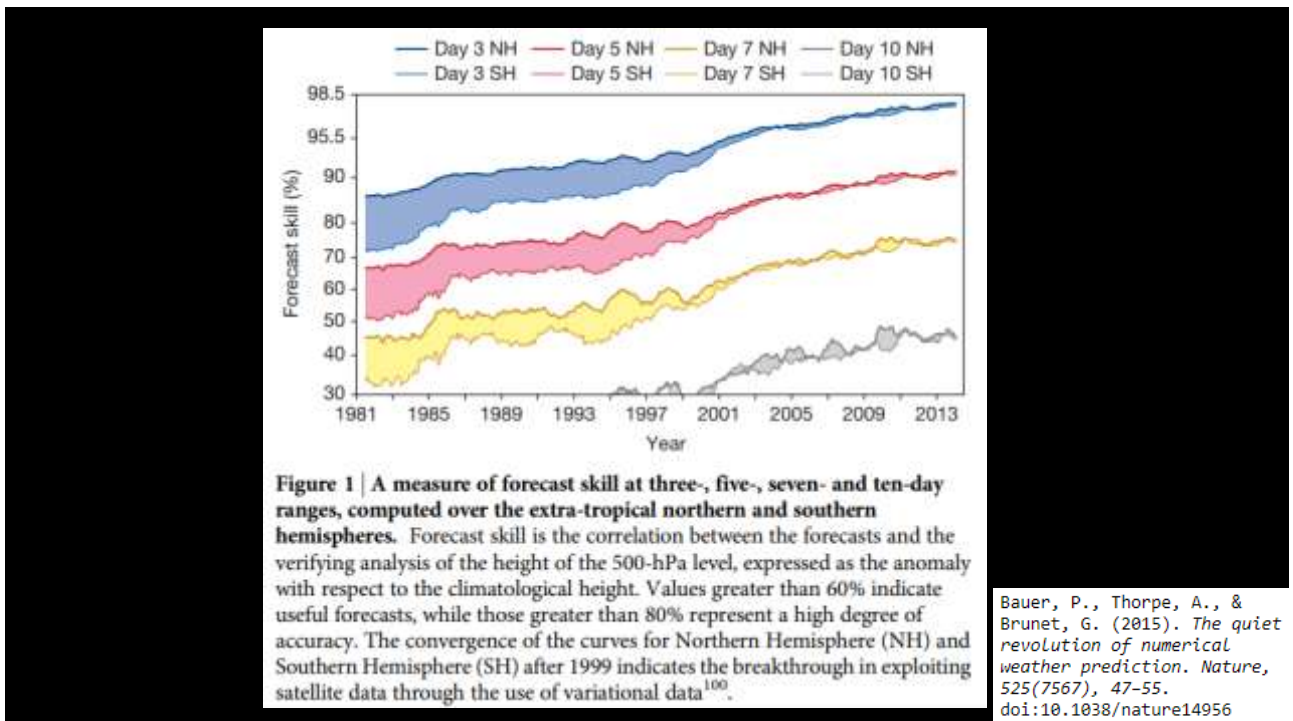 Day 3 NH Day 5 NH Day 7 NH Day 10 NH
Day 3 SH Day 5 SH Day 7 SH Day 10 SH
98.5
95.5
90
80
70
60
50
40
30
Forecast skill (%)
1981 1985 1989 1993 1997 2001 2005 2009 2013
Year
Figure 1 | A measure of forecast skill at three-, five-, seven- and ten-day
ranges, computed over the extra-tropical northern and southern
hemispheres. Forecast skill is the correlation between the forecasts and the
verifying analysis of the height of the 500-hPa level, expressed as the anomaly
with respect to the climatological height. Values greater than 60% indicate
useful forecasts, while those greater than 80% represent a high degree of
accuracy. The convergence of the curves for Northern Hemisphere (NH) and
Southern Hemisphere (SH) after 1999 indicates the breakthrough in exploiting
satellite data through the use of variational data100.
Bauer, P., Thorpe, A., &
Brunet, G. (2015). The quiet
revolution of numerical
weather prediction. Nature,
525(7567), 47–55.
doi:10.1038/nature14956